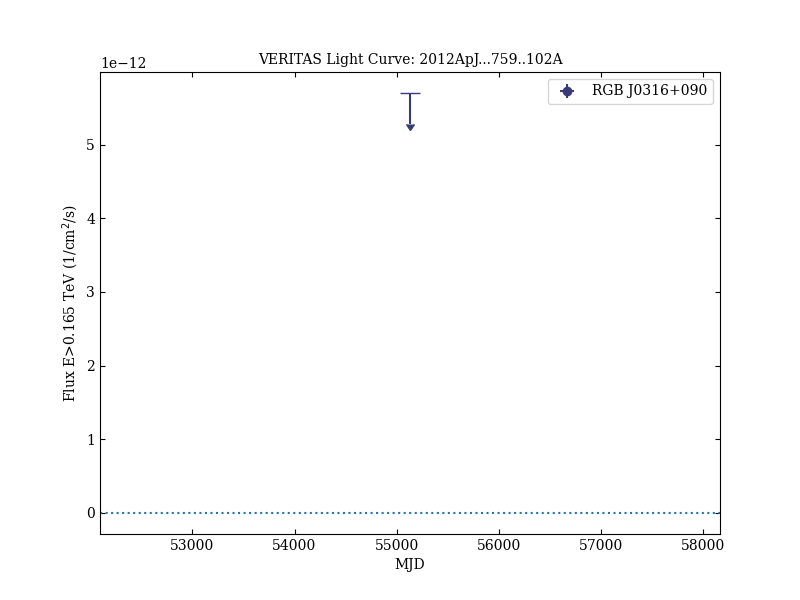 VERITAS Light Curve: 2012ApJ...759..102A
1e−12
RGB J0316+090
5
4
3
2
1
0
Flux E>0.165 TeV (1/cm²/s)
53000 54000 55000 56000 57000 58000
MJD